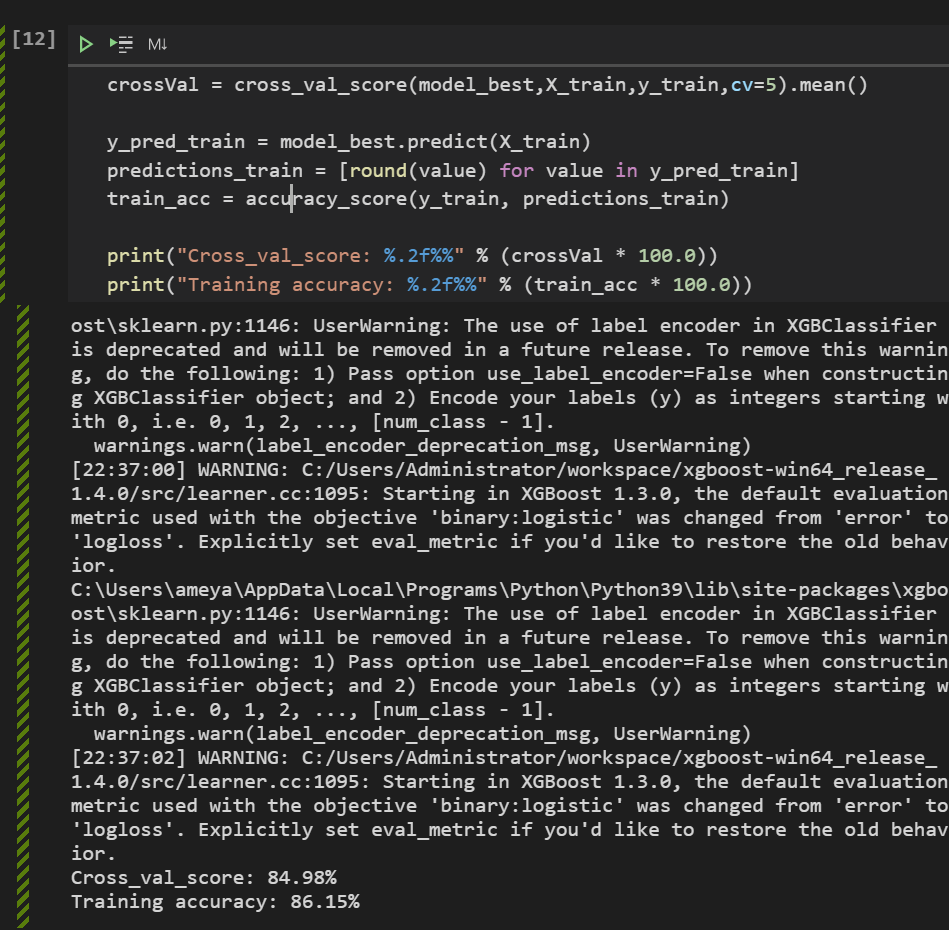 [12]
M↓
crossVal = cross_val_score(model_best,X_train,y_train,cv=5).mean()
y_pred_train = model_best.predict(X_train)
predictions_train = [round(value) for value in y_pred_train]
train_acc = accuracy_score(y_train, predictions_train)
print("Cross_val_score: %.2f%%" % (crossVal * 100.0))
print("Training accuracy: %.2f%%" % (train_acc * 100.0))
ost\sklearn.py:1146: UserWarning: The use of label encoder in XGBClassifier
is deprecated and will be removed in a future release. To remove this warnin
g, do the following: 1) Pass option use_label_encoder=False when constructin
g XGBClassifier object; and 2) Encode your labels (y) as integers starting w
ith 0, i.e. 0, 1, 2, ..., [num_class - 1].
  warnings.warn(label_encoder_deprecation_msg, UserWarning)
[22:37:00] WARNING: C:/Users/Administrator/workspace/xgboost-win64_release_
1.4.0/src/learner.cc:1095: Starting in XGBoost 1.3.0, the default evaluation
metric used with the objective 'binary:logistic' was changed from 'error' to
'logloss'. Explicitly set eval_metric if you'd like to restore the old behav
ior.
C:\Users\ameya\AppData\Local\Programs\Python\Python39\lib\site-packages\xgbo
ost\sklearn.py:1146: UserWarning: The use of label encoder in XGBClassifier
is deprecated and will be removed in a future release. To remove this warnin
g, do the following: 1) Pass option use_label_encoder=False when constructin
g XGBClassifier object; and 2) Encode your labels (y) as integers starting w
ith 0, i.e. 0, 1, 2, ..., [num_class - 1].
  warnings.warn(label_encoder_deprecation_msg, UserWarning)
[22:37:02] WARNING: C:/Users/Administrator/workspace/xgboost-win64_release_
1.4.0/src/learner.cc:1095: Starting in XGBoost 1.3.0, the default evaluation
metric used with the objective 'binary:logistic' was changed from 'error' to
'logloss'. Explicitly set eval_metric if you'd like to restore the old behav
ior.
Cross_val_score: 84.98%
Training accuracy: 86.15%